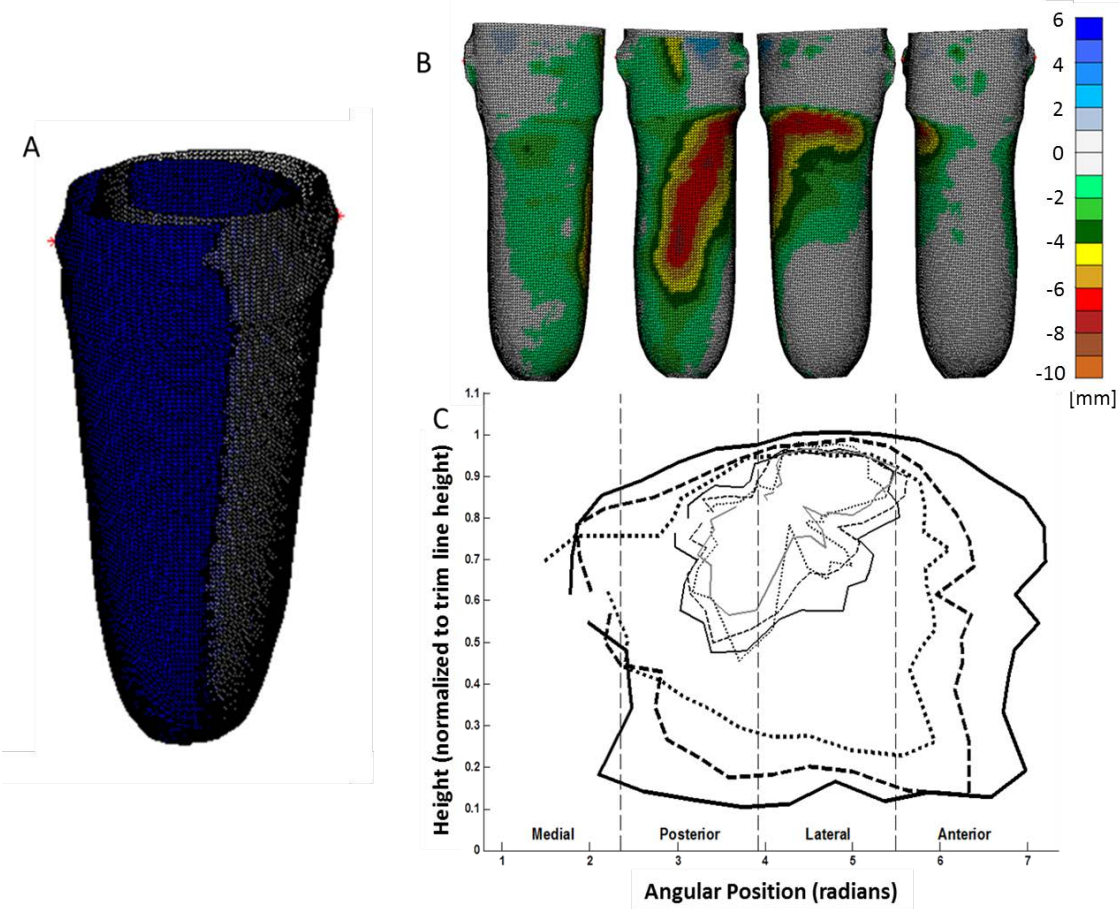 A
B
6
4
2
0
-2
-4
-6
-8
-10
[mm]
C
Height (normalized to trim line height)
1.1
1
0.9
0.8
0.7
0.6
0.5
0.4
0.3
0.2
0.1
0
Medial Posterior Lateral Anterior
1 2 3 4 5 6 7
Angular Position (radians)